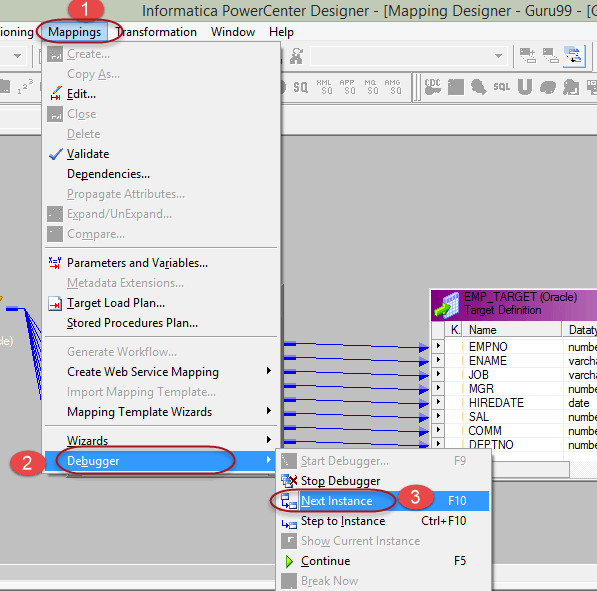 1
Informatica PowerCenter Designer - [Mapping Designer - Guru99 - [G
ioning Mappings Transformation Window Help
Create...
Copy As...
Edit...
Close
Delete
Validate
Dependencies...
Propagate Attributes...
Expand/UnExpand...
Compare...
Parameters and Variables...
Metadata Extensions...
Target Load Plan...
Stored Procedures Plan...
Generate Workflow...
Create Web Service Mapping
Import Mapping Template...
Mapping Template Wizards
Wizards
2 Debugger
Start Debugger... F9
Stop Debugger
Next Instance 3 F10
Step to Instance Ctrl+F10
Show Current Instance
Continue F5
Break Now
SQ XML SQ APP SQ MQ SQ AMG SQ CDC SQL U
EMP_TARGET (Oracle)
Target Definition
K. Name Dataty
EMPNO numbe
ENAME varcha
JOB varcha
MGR numbe
HIREDATE date
SAL numbe
COMM numbe
DEPTNO numbe
cle)